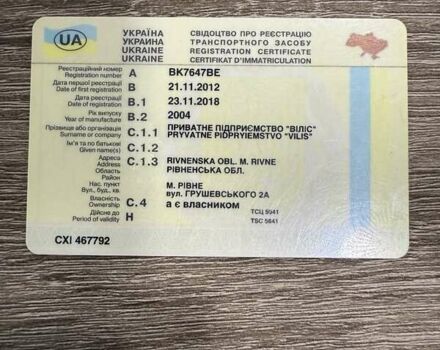 UA
УКРАЇНА
УКРАИНА
UKRAINE
UKRAINE
СВІДОЦТВО ПРО РЕЄСТРАЦІЮ
ТРАНСПОРТНОГО ЗАСОБУ
REGISTRATION CERTIFICATE
CERTIFIKAT D'IMMATRICULATION
Реєстраційний номер
Registration number
A
BK7647BE
Дата першої реєстрації
Date of first registration
B
21.11.2012
Дата реєстрації
Date of registration
B.1
23.11.2018
Рік випуску
Year of manufacture
B.2
2004
Прізвище або організація
Surname or company
C.1.1
ПРИВАТНЕ ПІДПРИЄМСТВО "ВІЛІС"
PRYVATNE PIDPRYIEMSTVO "VILIS"
Ім'я та по батькові
Given name(s)
C.1.2
Адреса
Address
C.1.3
RIVNENSKA OBL. M. RIVNE
Область
РІВНЕНСЬКА ОБЛ.
Район
Нас. пункт
М. РІВНЕ
Вул., буд., кв.
вул. ГРУШЕВСЬКОГО 2А
Власність
Ownership
C.4
а є власником
Дійсне до
Period of validity
H
ТСЦ 5641
TSC 5641
CXI 467792